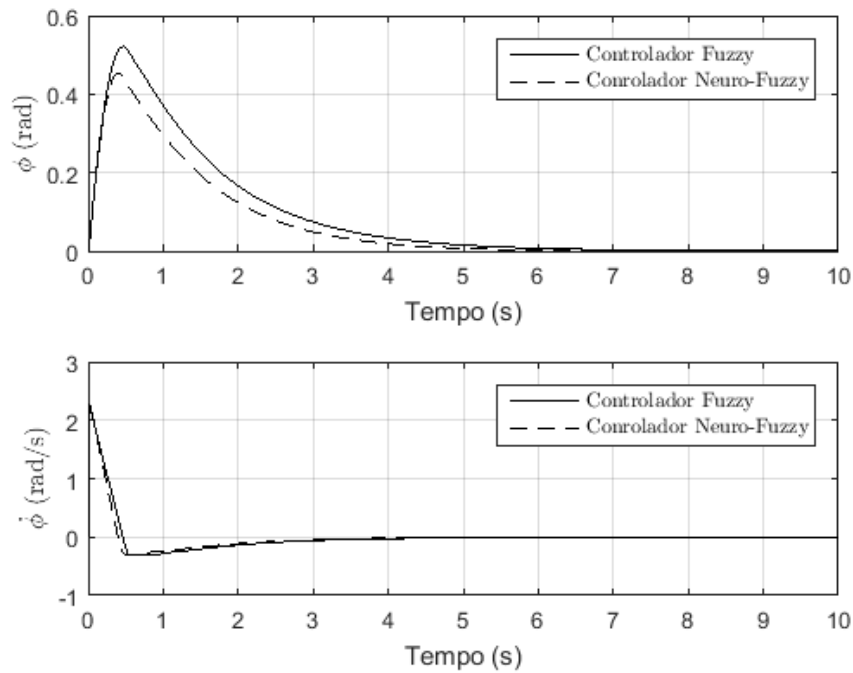 0.6
0.4
0.2
0
ϕ (rad)
Controlador Fuzzy
Conrolador Neuro-Fuzzy
0 1 2 3 4 5 6 7 8 9 10
Tempo (s)
3
2
1
0
-1
ϕ̇ (rad/s)
Controlador Fuzzy
Conrolador Neuro-Fuzzy
0 1 2 3 4 5 6 7 8 9 10
Tempo (s)